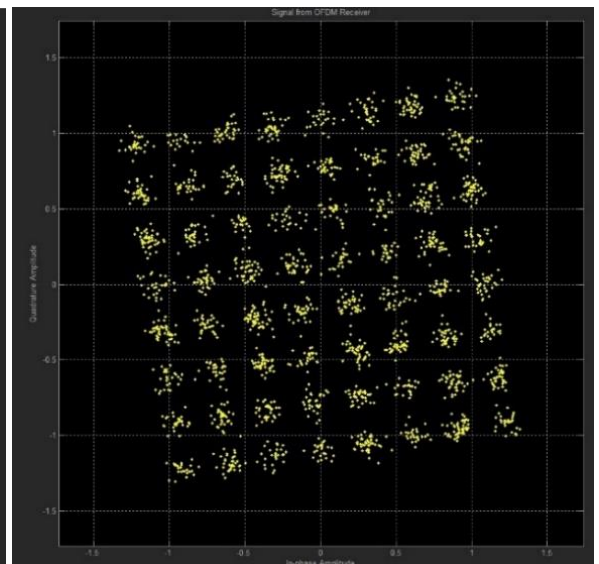 Signal from OFDM Receiver
1.5
1
0.5
0
-0.5
-1
-1.5
Quadrature Amplitude
-1.5 -1 -0.5 0 0.5 1 1.5
In-phase Amplitude